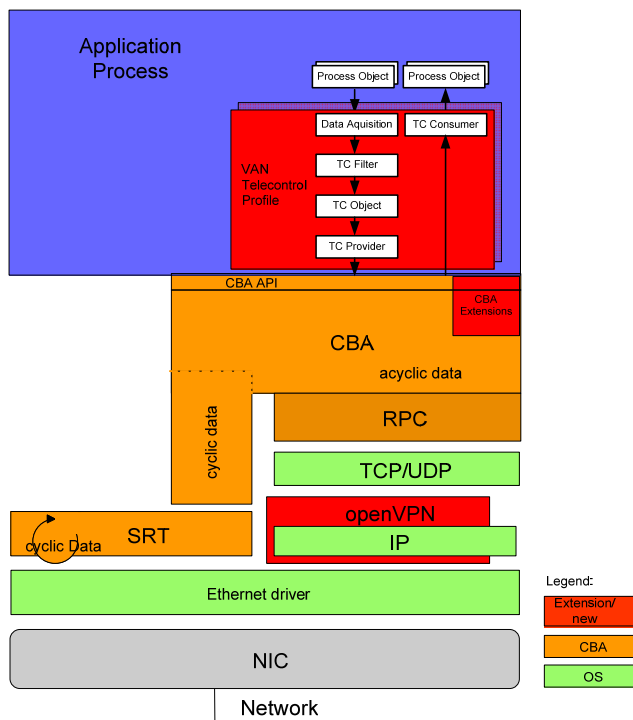 Application
Process
Process Object
Process Object
Data Aquisition
TC Consumer
VAN
Telecontrol
Profile
TC Filter
TC Object
TC Provider
CBA API
CBA
Extensions
CBA
acyclic data
cyclic data
RPC
TCP/UDP
openVPN
IP
SRT
cyclic Data
Ethernet driver
NIC
Network
Legend:
Extension/
new
CBA
OS